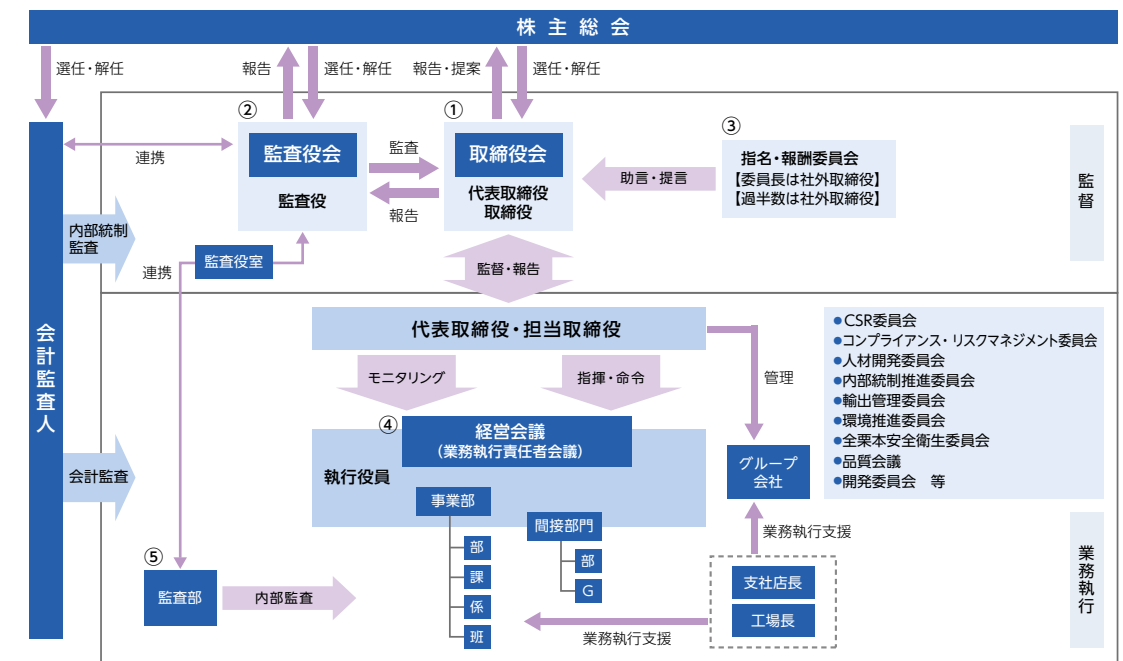 株主総会
選任・解任
報告
選任・解任
報告・提案
選任・解任
②
①
③
監査役会
監査役
監査
報告
取締役会
代表取締役
取締役
助言・提言
指名・報酬委員会
【委員長は社外取締役】
【過半数は社外取締役】
監督
連携
内部統制
監査
連携
監査役室
監督・報告
会計監査人
代表取締役・担当取締役
モニタリング
指揮・命令
管理
●CSR委員会
●コンプライアンス・リスクマネジメント委員会
●人材開発委員会
●内部統制推進委員会
●輸出管理委員会
●環境推進委員会
●全栗本安全衛生委員会
●品質会議
●開発委員会　等
④
経営会議
（業務執行責任者会議）
執行役員
グループ
会社
会計監査
事業部
部
課
係
班
間接部門
部
G
業務執行支援
業務執行
⑤
監査部
内部監査
支社店長
工場長
業務執行支援